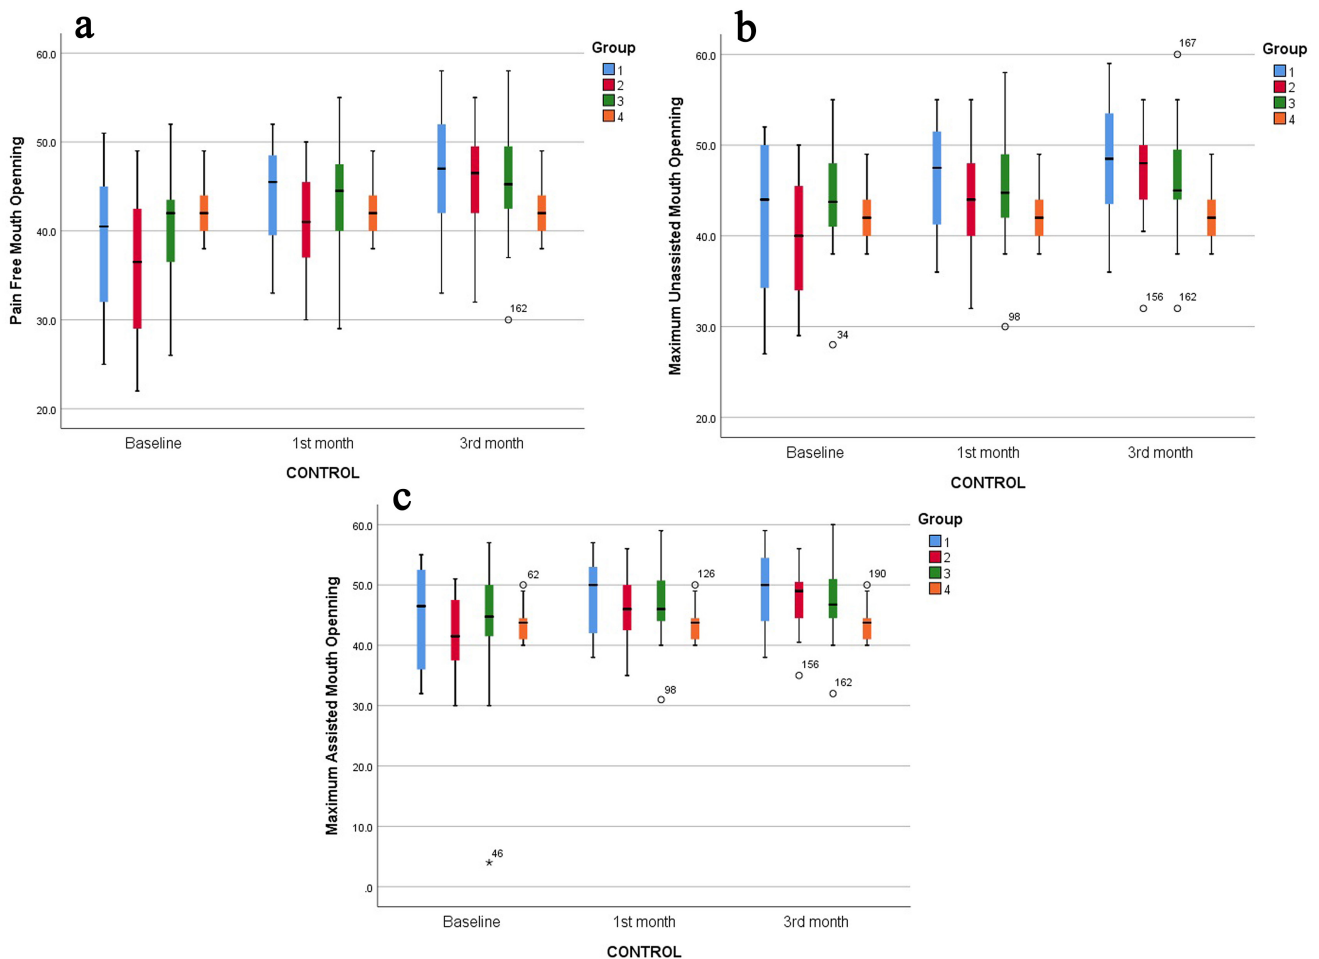 a
Group
1
2
3
4
60.0
50.0
40.0
30.0
20.0
Pain Free Mouth Openning
162
Baseline
1st month
3rd month
CONTROL
b
Group
1
2
3
4
60.0
50.0
40.0
30.0
20.0
Maximum Unassisted Mouth Openning
34
98
167
156
162
Baseline
1st month
3rd month
CONTROL
c
Group
1
2
3
4
60.0
50.0
40.0
30.0
20.0
10.0
.0
Maximum Assisted Mouth Openning
62
126
190
98
156
162
*
46
Baseline
1st month
3rd month
CONTROL